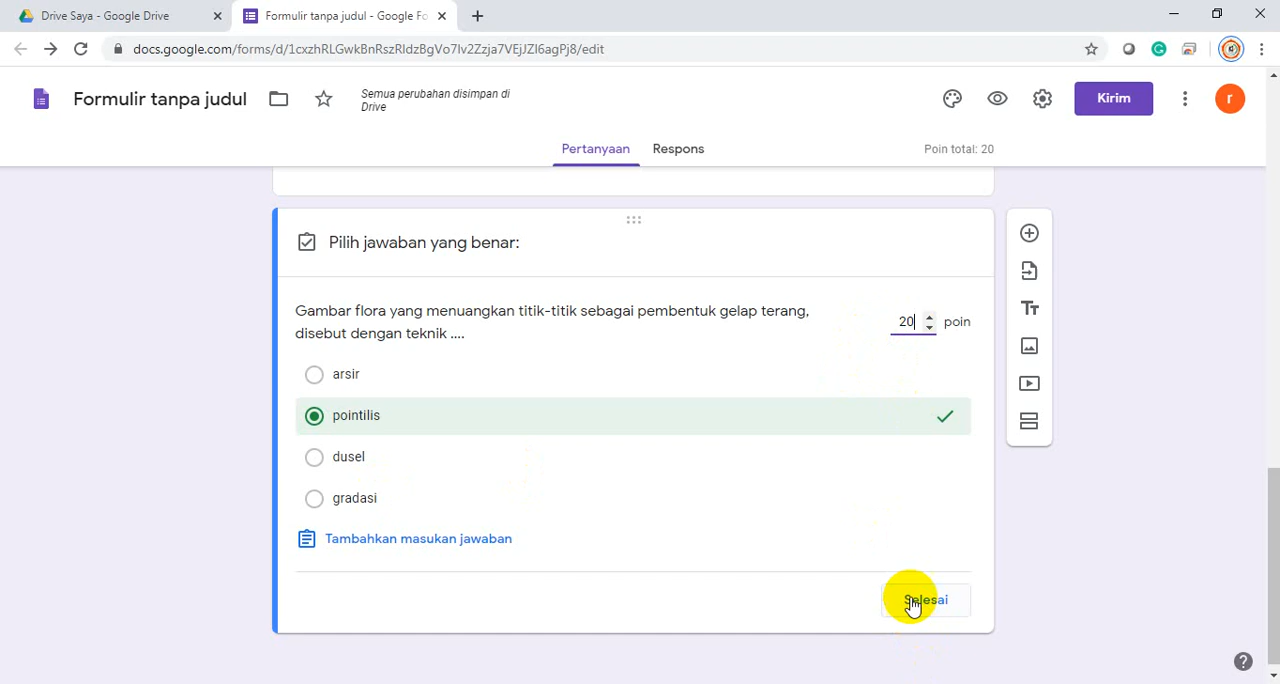 Drive Saya - Google Drive
Formulir tanpa judul - Google Fo
docs.google.com/forms/d/1cxzhRLGwkBnRszRldzBgVo7Iv2Zzja7VEjJZI6agPj8/edit
Formulir tanpa judul
Semua perubahan disimpan di
Drive
Kirim
r
Pertanyaan
Respons
Poin total: 20
Pilih jawaban yang benar:
Gambar flora yang menuangkan titik-titik sebagai pembentuk gelap terang,
disebut dengan teknik ....
20 poin
arsir
pointilis
dusel
gradasi
Tambahkan masukan jawaban
Selesai